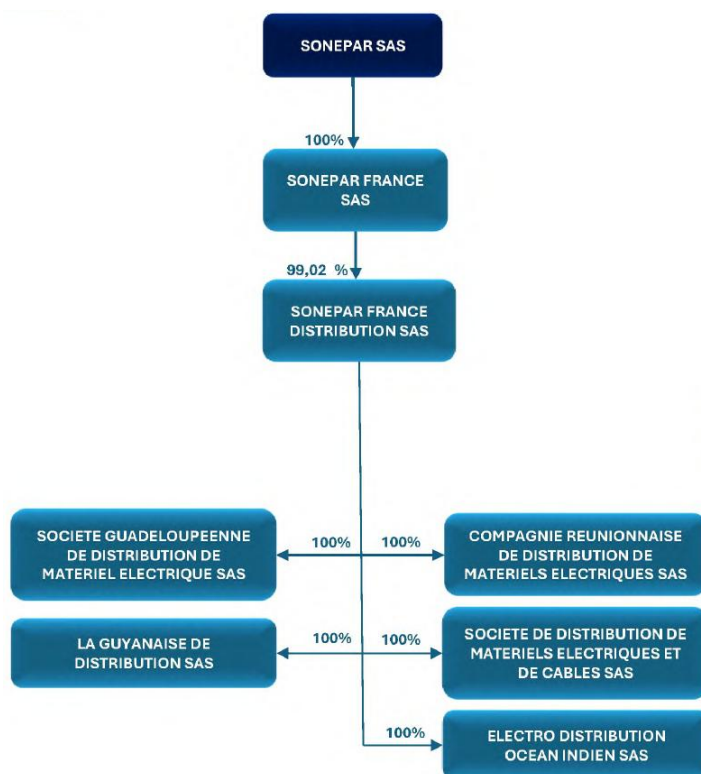 SONEPAR SAS
100%
SONEPAR FRANCE
SAS
99,02 %
SONEPAR FRANCE
DISTRIBUTION SAS
SOCIETE GUADELOUPEENNE
DE DISTRIBUTION DE
MATERIEL ELECTRIQUE SAS
100%
100%
COMPAGNIE REUNIONNAISE
DE DISTRIBUTION DE
MATERIELS ELECTRIQUES SAS
LA GUYANAISE DE
DISTRIBUTION SAS
100%
100%
SOCIETE DE DISTRIBUTION DE
MATERIELS ELECTRIQUES ET
DE CABLES SAS
100%
ELECTRO DISTRIBUTION
OCEAN INDIEN SAS